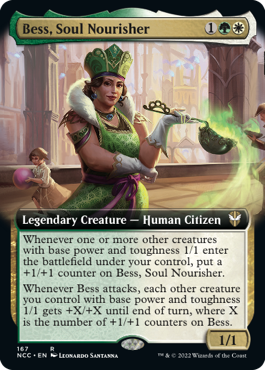 Bess, Soul Nourisher 1
Legendary Creature — Human Citizen
Whenever one or more other creatures
with base power and toughness 1/1 enter
the battlefield under your control, put a
+1/+1 counter on Bess, Soul Nourisher.
Whenever Bess attacks, each other creature
you control with base power and toughness
1/1 gets +X/+X until end of turn, where X
is the number of +1/+1 counters on Bess.
1/1
167 R
NCC • EN Leonardo Santanna
™ & © 2022 Wizards of the Coast